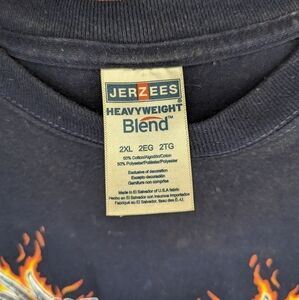 JERZEES
®
HEAVYWEIGHT
Blend™
2XL 2EG 2TG
50% Cotton/Algodón/Coton
50% Polyester/Poliéster/Polyester
Exclusive of decoration
Excepto decoración
Garniture non comprise
Made in El Salvador of U.S.A fabric
Hecho en El Salvador con insumos importados
Fabriqué au El Salvador, tissu des É.-U.